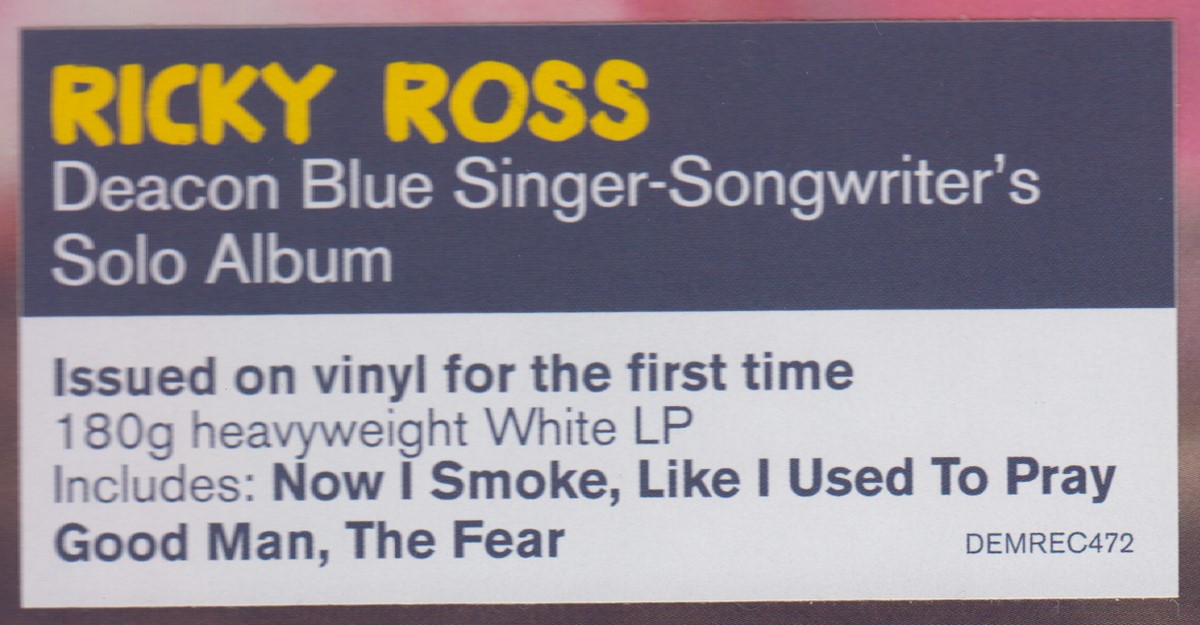 RICKY ROSS
Deacon Blue Singer-Songwriter's
Solo Album
Issued on vinyl for the first time
180g heavyweight White LP
Includes: Now I Smoke, Like I Used To Pray
Good Man, The Fear
DEMREC472